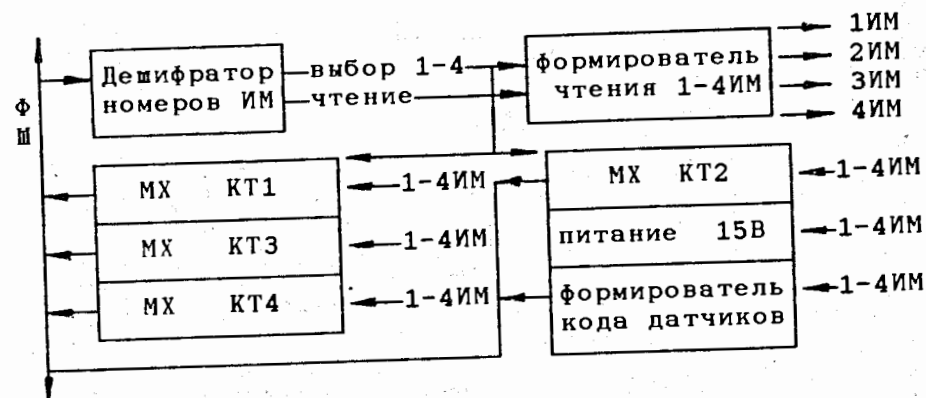 Дешифратор
номеров ИМ
выбор 1-4
чтение
формирователь
чтения 1-4ИМ
1ИМ
2ИМ
3ИМ
4ИМ
Ф
Ш
МХ КТ1
1-4ИМ
МХ КТ2
1-4ИМ
МХ КТ3
1-4ИМ
питание 15В
1-4ИМ
МХ КТ4
1-4ИМ
формирователь
кода датчиков
1-4ИМ